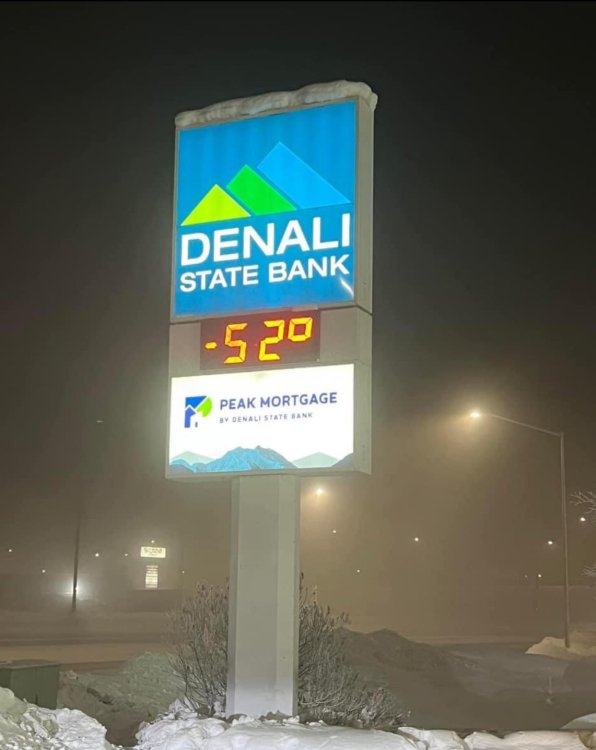 DENALI
STATE BANK
-52°
PEAK MORTGAGE
BY DENALI STATE BANK